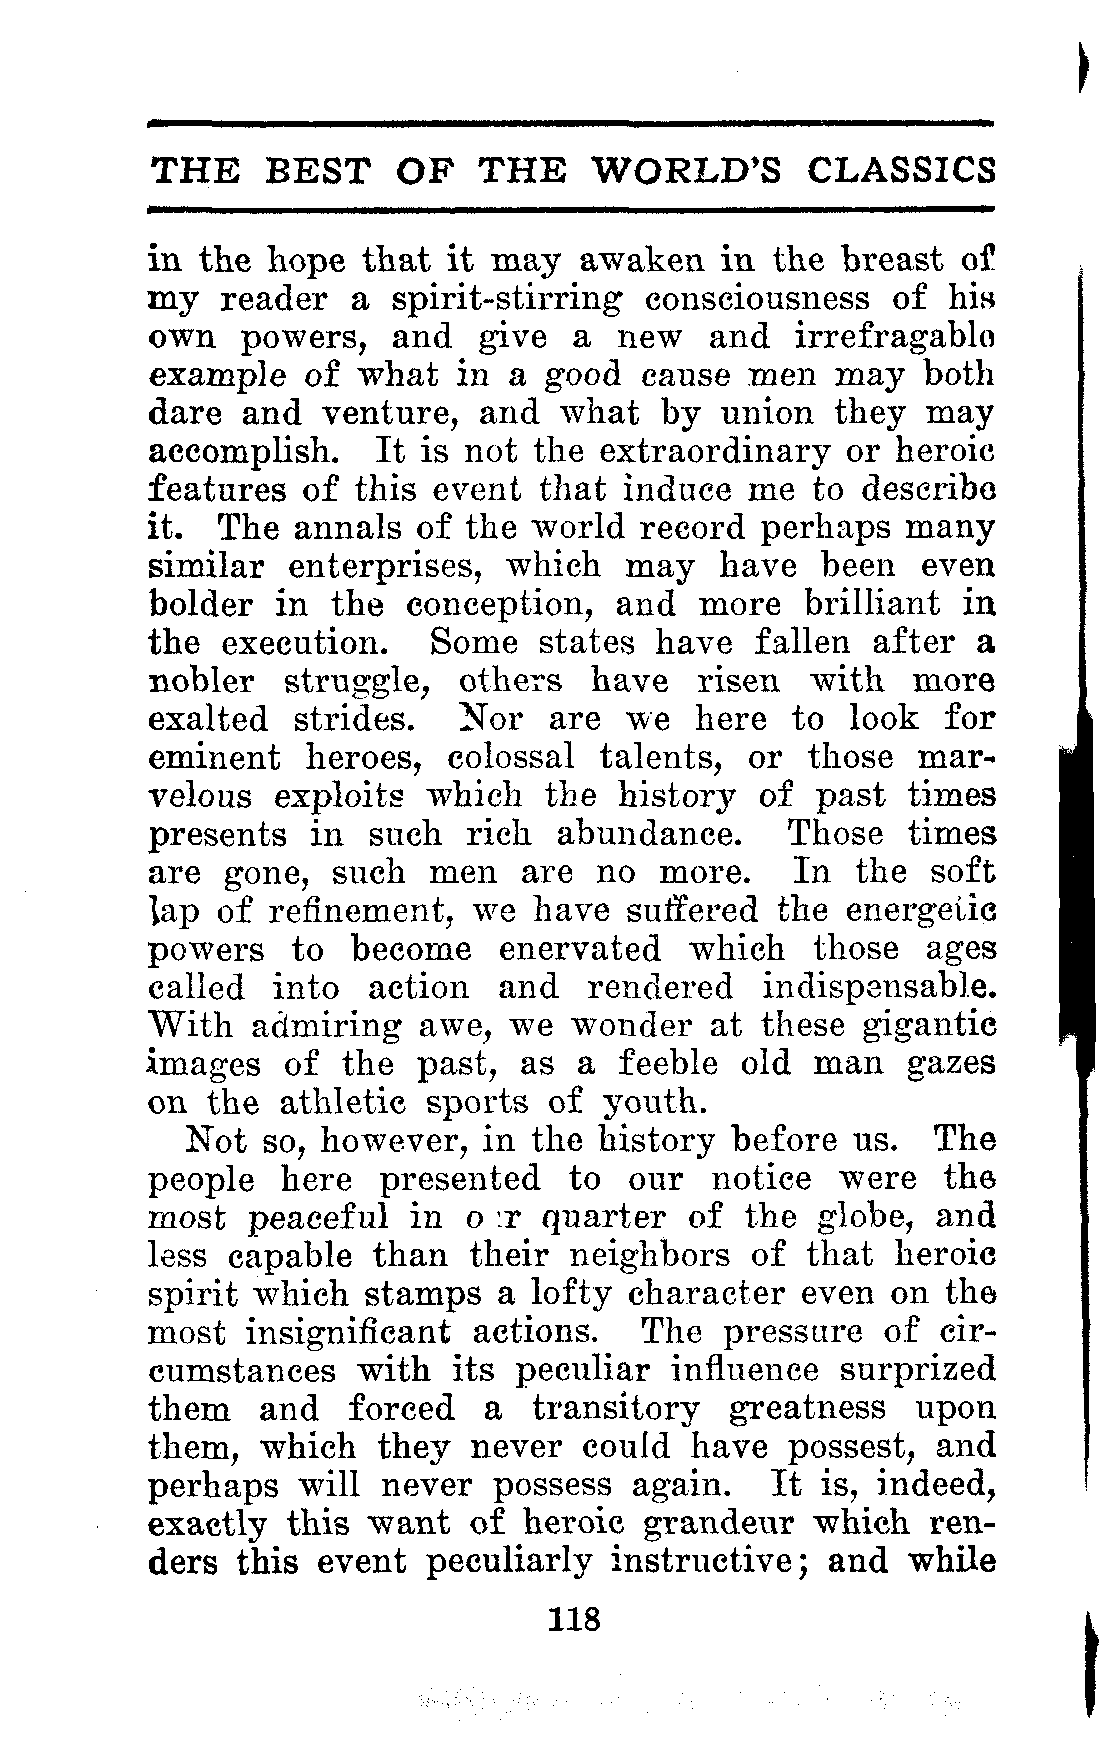 THE BEST OF THE WORLD'S CLASSICS
in the hope that it may awaken in the breast of
my reader a spirit-stirring consciousness of his
own powers, and give a new and irrefragable
example of what in a good cause men may both
dare and venture, and what by union they may
accomplish. It is not the extraordinary or heroic
features of this event that induce me to describe
it. The annals of the world record perhaps many
similar enterprises, which may have been even
bolder in the conception, and more brilliant in
the execution. Some states have fallen after a
nobler struggle, others have risen with more
exalted strides. Nor are we here to look for
eminent heroes, colossal talents, or those mar-
velous exploits which the history of past times
presents in such rich abundance. Those times
are gone, such men are no more. In the soft
lap of refinement, we have suffered the energetic
powers to become enervated which those ages
called into action and rendered indispensable.
With admiring awe, we wonder at these gigantic
images of the past, as a feeble old man gazes
on the athletic sports of youth.
Not so, however, in the history before us. The
people here presented to our notice were the
most peaceful in our quarter of the globe, and
less capable than their neighbors of that heroic
spirit which stamps a lofty character even on the
most insignificant actions. The pressure of cir-
cumstances with its peculiar influence surprized
them and forced a transitory greatness upon
them, which they never could have possest, and
perhaps will never possess again. It is, indeed,
exactly this want of heroic grandeur which ren-
ders this event peculiarly instructive; and while
118